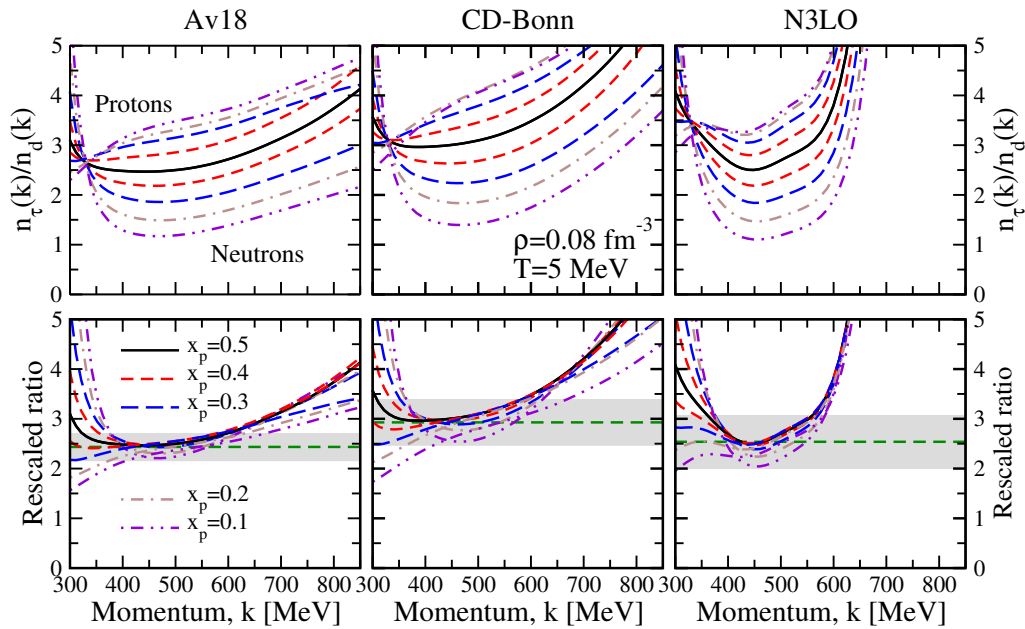 Av18
CD-Bonn
N3LO
n_τ(k)/n_d(k)
5
4
3
2
1
0
Protons
Neutrons
ρ=0.08 fm⁻³
T=5 MeV
5
4
3
2
1
0
n_τ(k)/n_d(k)
Rescaled ratio
5
4
3
2
1
0
x_p=0.5
x_p=0.4
x_p=0.3
x_p=0.2
x_p=0.1
5
4
3
2
1
0
Rescaled ratio
300 400 500 600 700 800
300 400 500 600 700 800
300 400 500 600 700 800
Momentum, k [MeV]
Momentum, k [MeV]
Momentum, k [MeV]